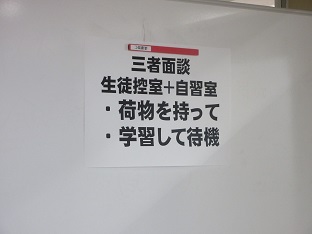 三者面談
生徒控室＋自習室
・荷物を持って
・学習して待機